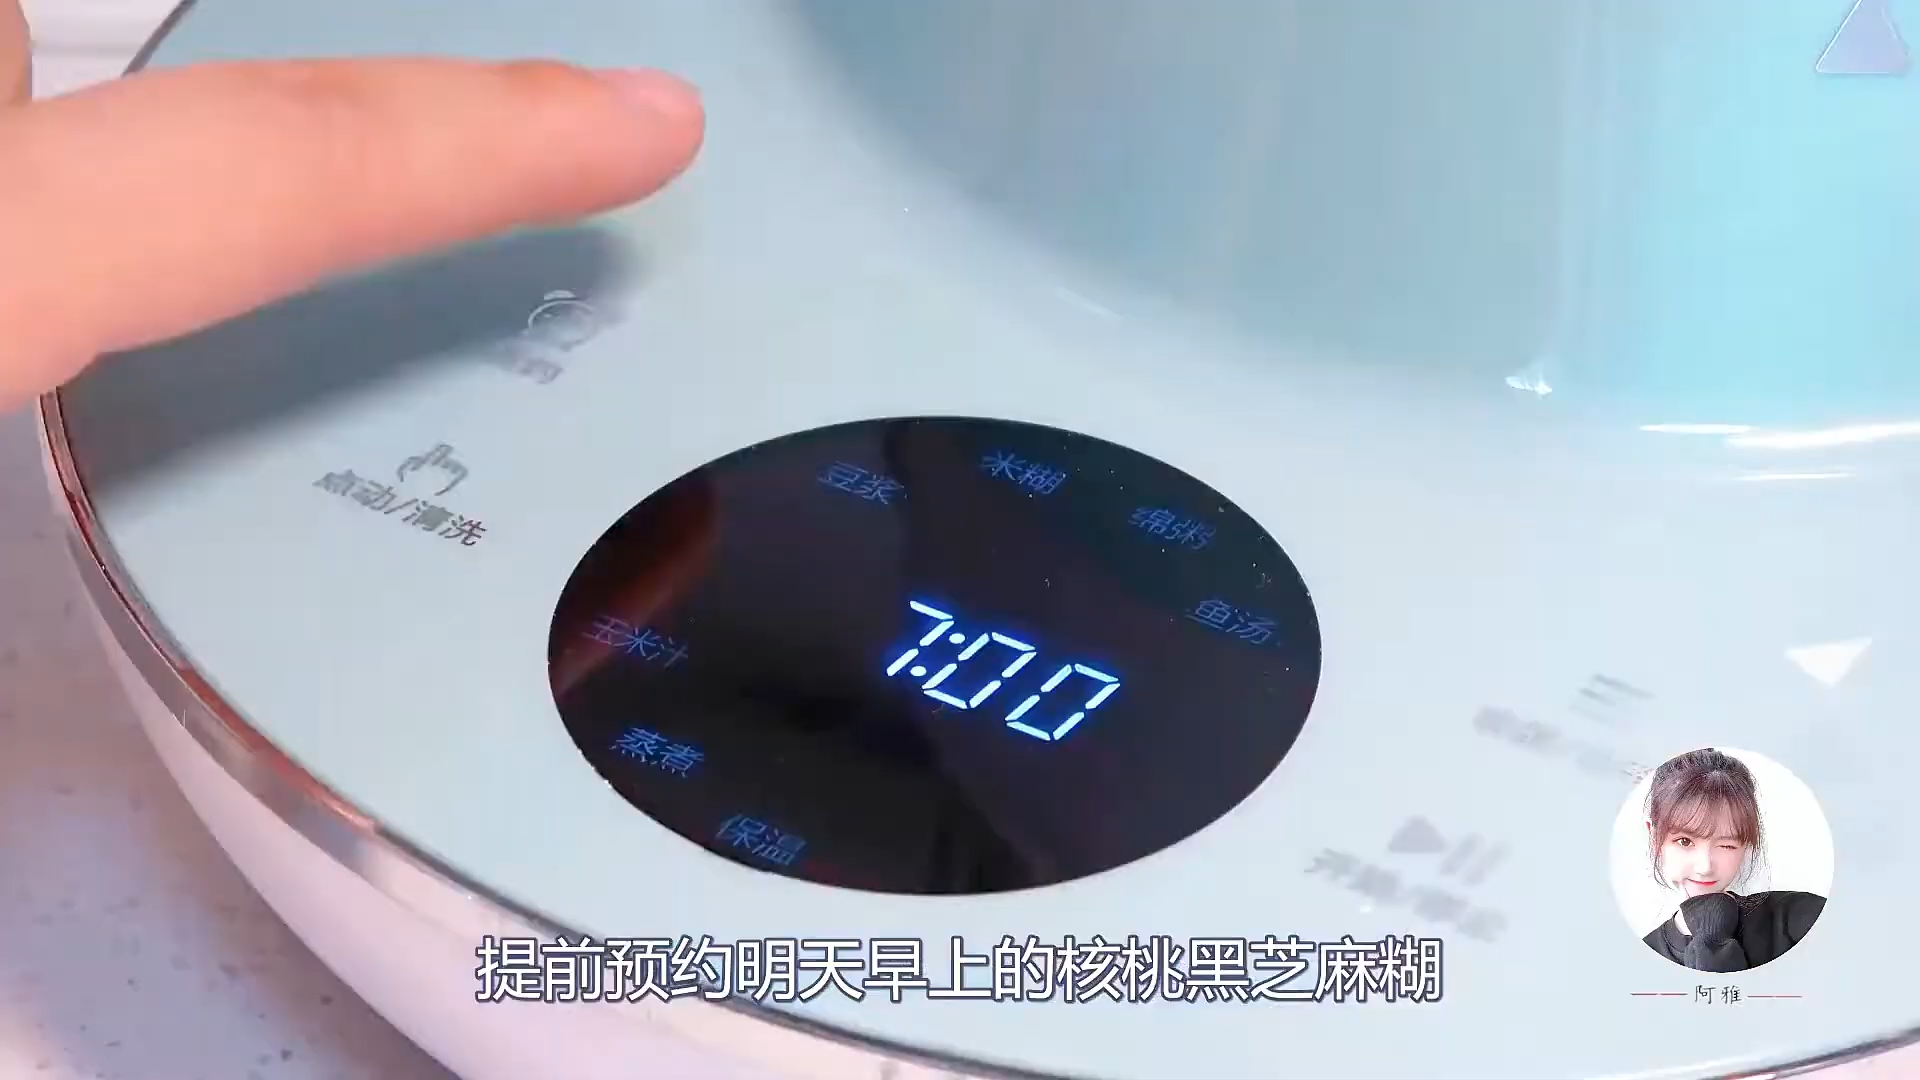 点动/清洗
豆浆
米糊
绵粥
鱼汤
玉米汁
7:00
蒸煮
保温
提前预约明天早上的核桃黑芝麻糊
阿雅